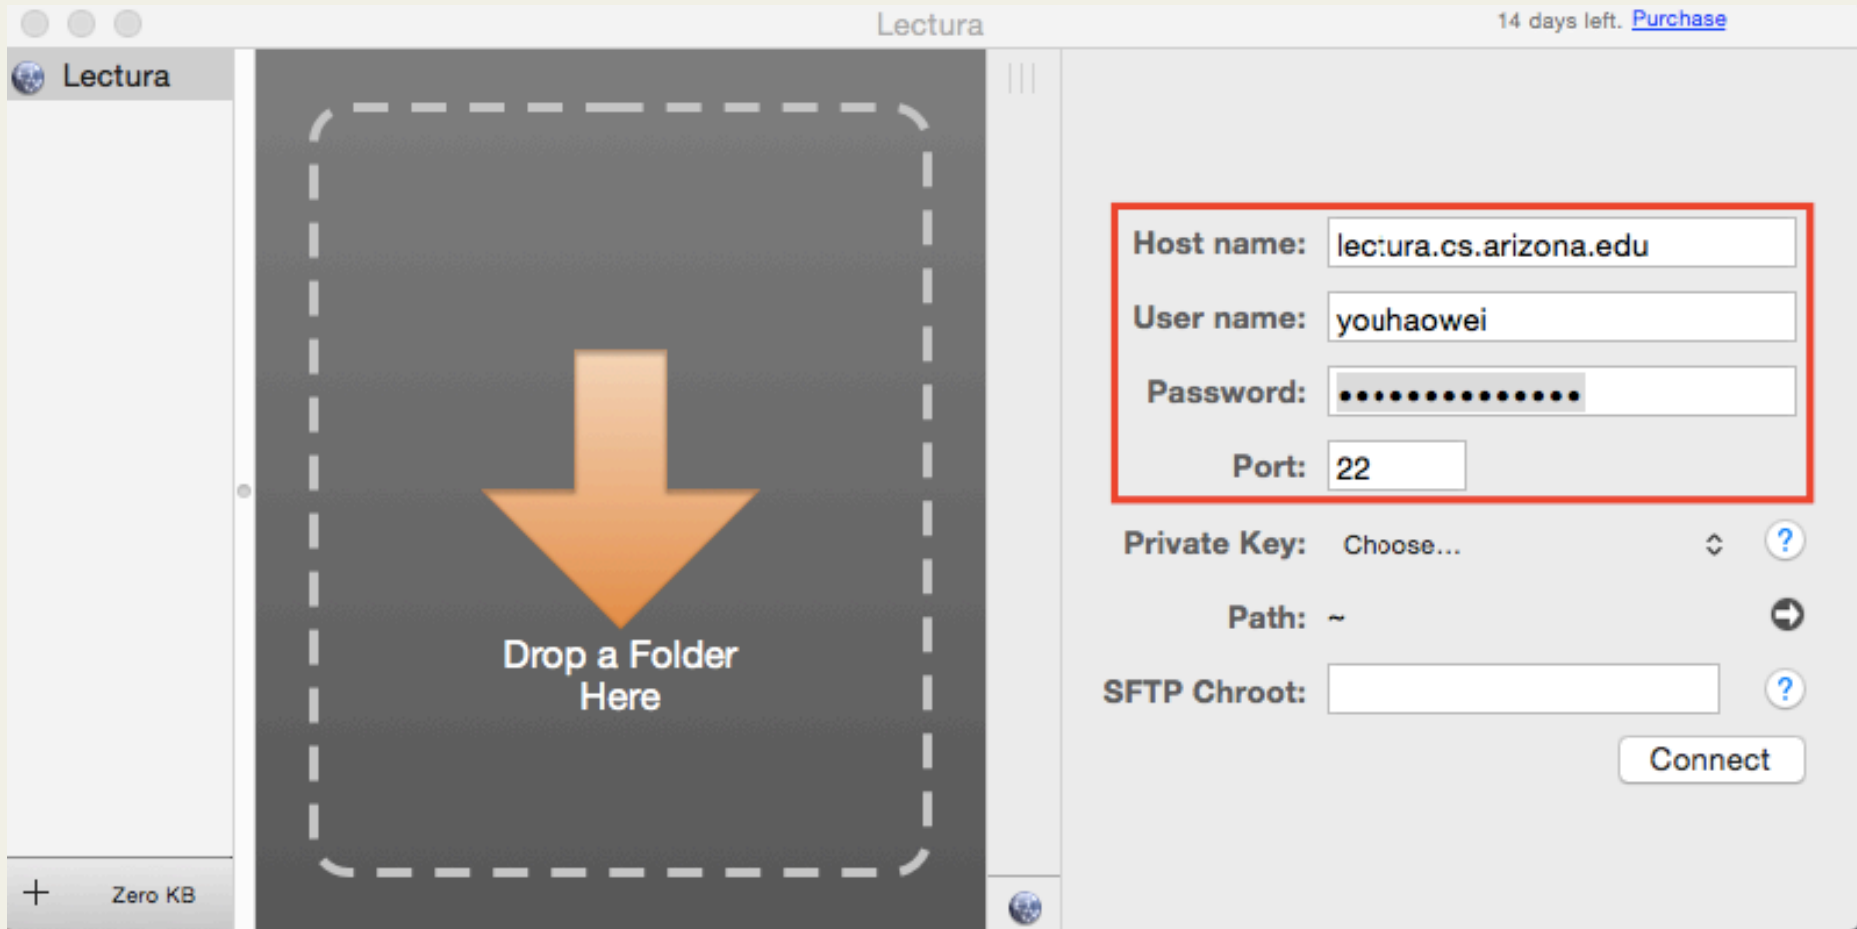 Lectura
14 days left. Purchase
Lectura
Drop a Folder
Here
Host name: lectura.cs.arizona.edu
User name: youhaowei
Password: ••••••••••••••
Port: 22
Private Key: Choose...
?
Path: ~
SFTP Chroot:
?
Connect
+ Zero KB